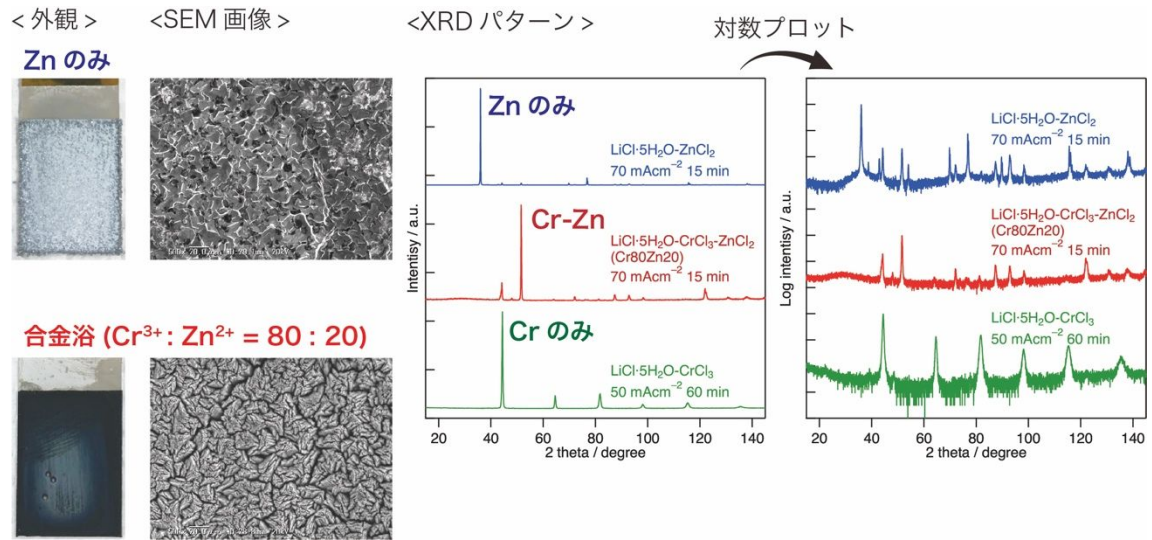 < 外観 >
<SEM 画像>
<XRD パターン>
対数プロット
Zn のみ
合金浴 (Cr³⁺ : Zn²⁺ = 80 : 20)
Intentisy / a.u.
Zn のみ
LiCl·5H₂O-ZnCl₂
70 mAcm⁻² 15 min
Cr-Zn
LiCl·5H₂O-CrCl₃-ZnCl₂
(Cr80Zn20)
70 mAcm⁻² 15 min
Cr のみ
LiCl·5H₂O-CrCl₃
50 mAcm⁻² 60 min
20 40 60 80 100 120 140
2 theta / degree
Log intentisy / a.u.
LiCl·5H₂O-ZnCl₂
70 mAcm⁻² 15 min
LiCl·5H₂O-CrCl₃-ZnCl₂
(Cr80Zn20)
70 mAcm⁻² 15 min
LiCl·5H₂O-CrCl₃
50 mAcm⁻² 60 min
20 40 60 80 100 120 140
2 theta / degree